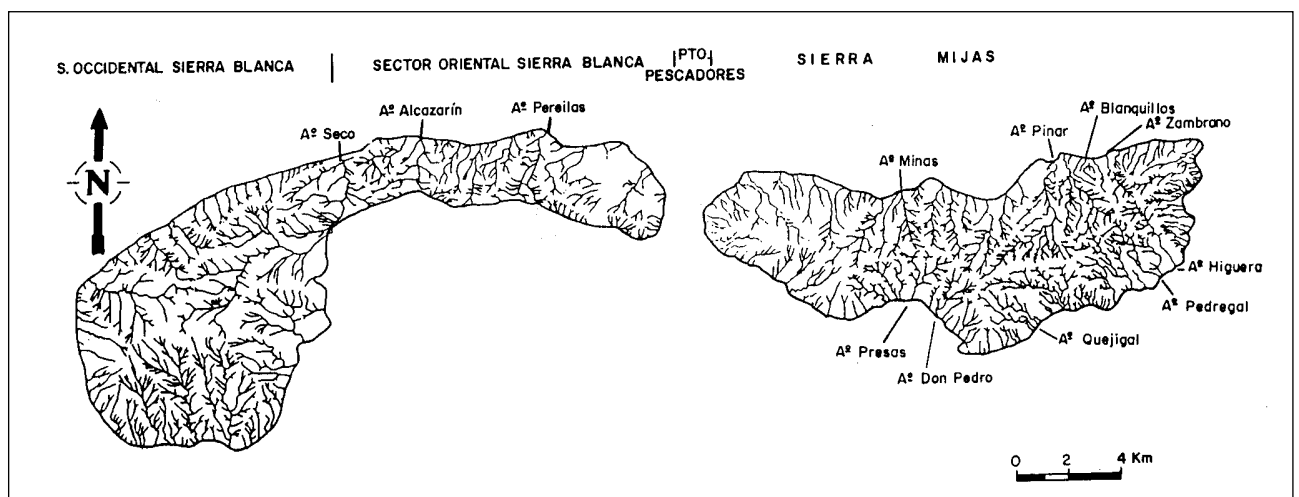 S. OCCIDENTAL SIERRA BLANCA
SECTOR ORIENTAL SIERRA BLANCA
PTO
PESCADORES
SIERRA MIJAS
Aº Seco
Aº Alcazarín
Aº Pereilas
Aº Minas
Aº Pinar
Aº Blanquillos
Aº Zambrano
N
Aº Higuera
Aº Pedregal
Aº Quejigal
Aº Presas
Aº Don Pedro
0 2 4 Km